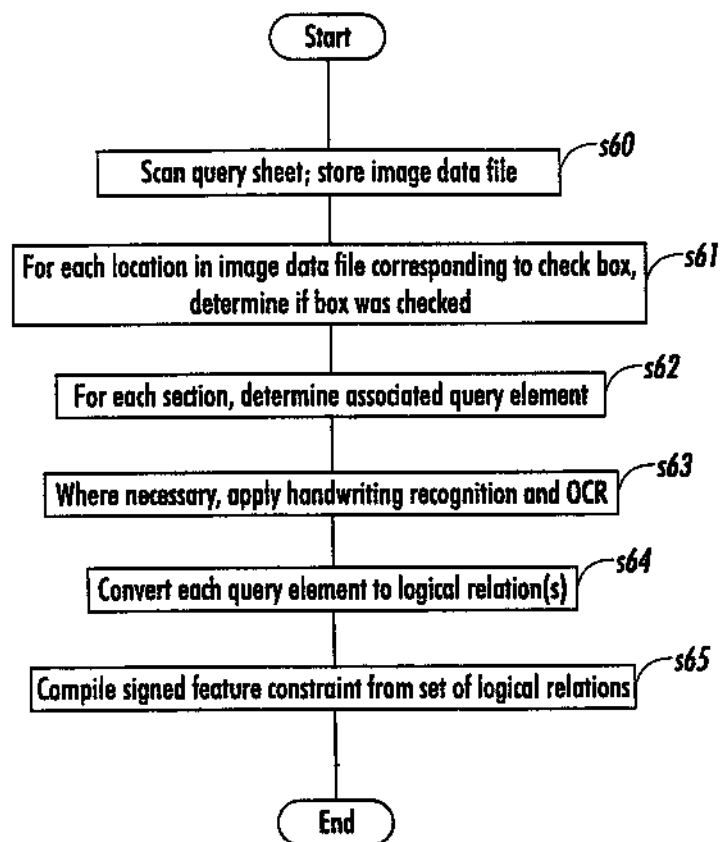 Start
s60
Scan query sheet; store image data file
s61
For each location in image data file corresponding to check box,
determine if box was checked
s62
For each section, determine associated query element
s63
Where necessary, apply handwriting recognition and OCR
s64
Convert each query element to logical relation(s)
s65
Compile signed feature constraint from set of logical relations
End